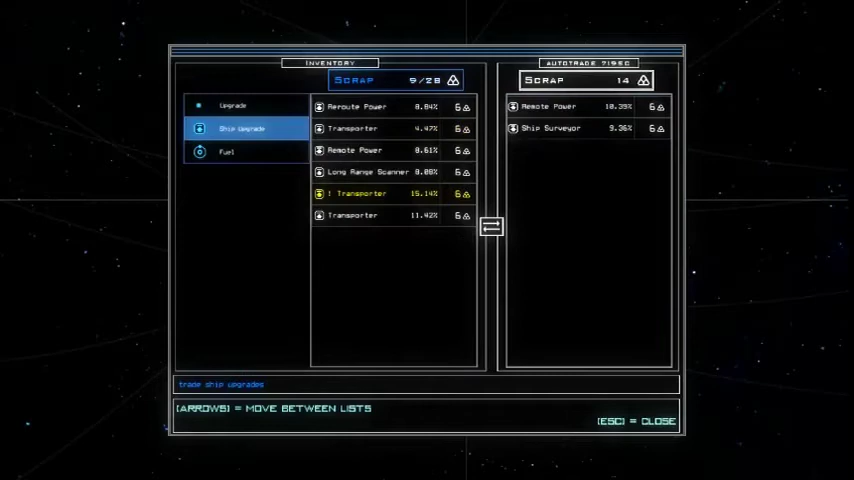 INVENTORY
SCRAP 9/28
Upgrade
Ship Upgrade
Fuel
Reroute Power 8.84% 6
Transporter 4.47% 6
Remote Power 8.61% 6
Long Range Scanner 8.08% 6
! Transporter 15.14% 6
Transporter 11.42% 6
AUTOTRADE 7195C
SCRAP 14
Remote Power 10.39% 6
Ship Surveyor 9.36% 6
trade ship upgrades
[ARROWS] = MOVE BETWEEN LISTS
[ESC] = CLOSE